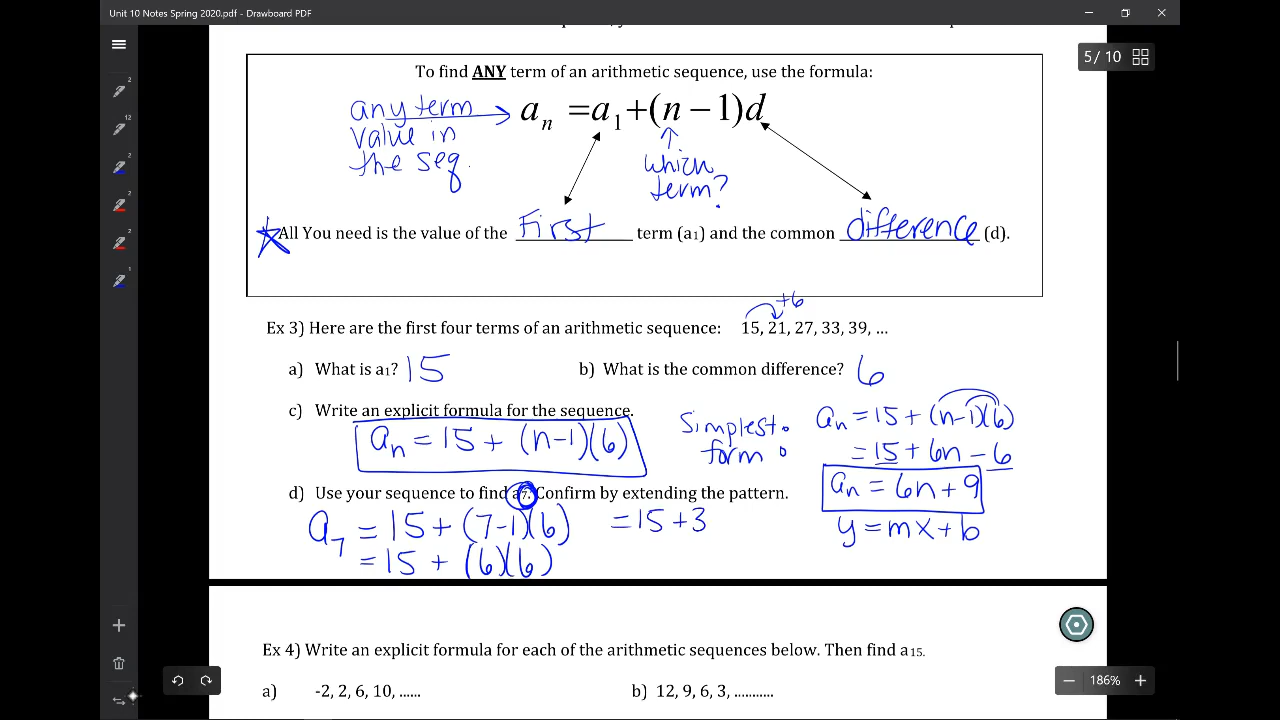 Unit 10 Notes Spring 2020.pdf - Drawboard PDF
5 / 10
To find ANY term of an arithmetic sequence, use the formula:
any term
value in
the seq.
aₙ = a₁ + (n − 1)d
which
term?
All You need is the value of the First term (a₁) and the common difference (d).
+6
Ex 3) Here are the first four terms of an arithmetic sequence: 15, 21, 27, 33, 39, ...
a) What is a₁? 15
b) What is the common difference? 6
c) Write an explicit formula for the sequence.
aₙ = 15 + (n-1)(6)
Simplest
form :
aₙ = 15 + (n-1)(6)
= 15 + 6n - 6
aₙ = 6n + 9
y = mx + b
d) Use your sequence to find a₇. Confirm by extending the pattern.
a₇ = 15 + (7-1)(6) = 15 + 3
= 15 + (6)(6)
Ex 4) Write an explicit formula for each of the arithmetic sequences below. Then find a₁₅.
a) -2, 2, 6, 10, ......
b) 12, 9, 6, 3, ...........
186%
2
12
2
2
2
1